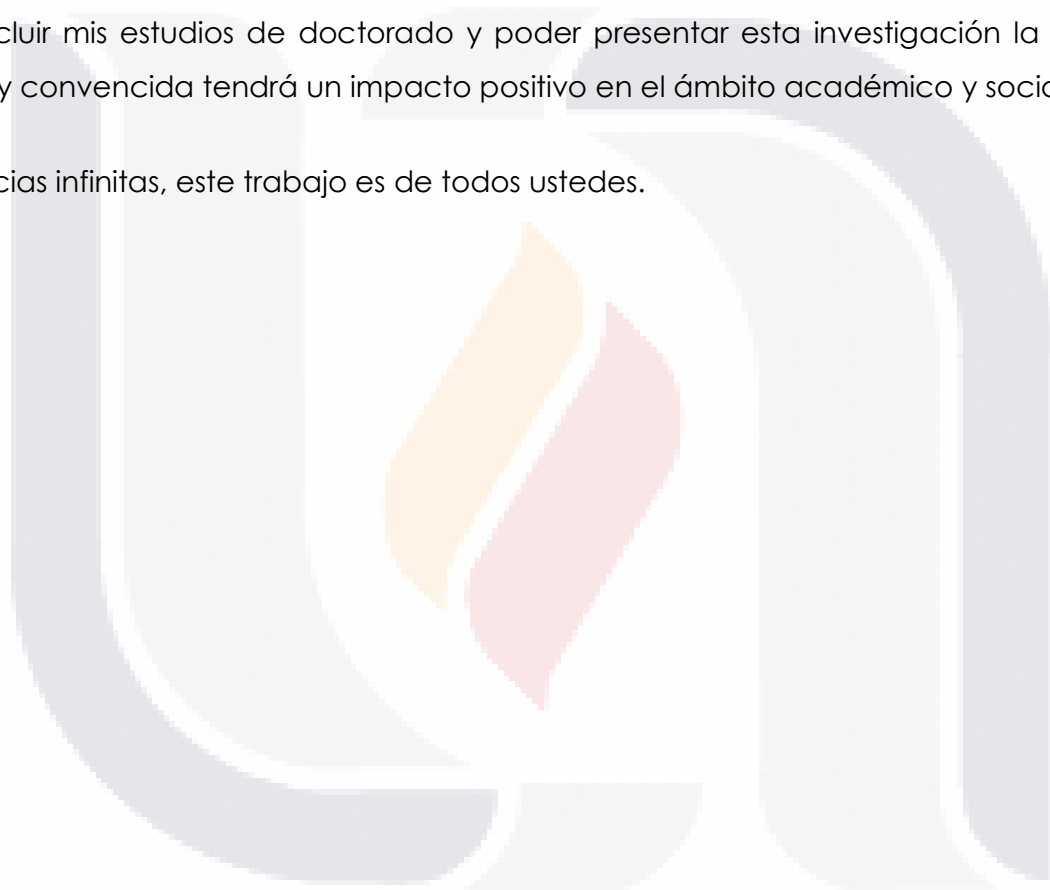 cluir mis estudios de doctorado y poder presentar esta investigación la
y convencida tendrá un impacto positivo en el ámbito académico y socia
cias infinitas, este trabajo es de todos ustedes.